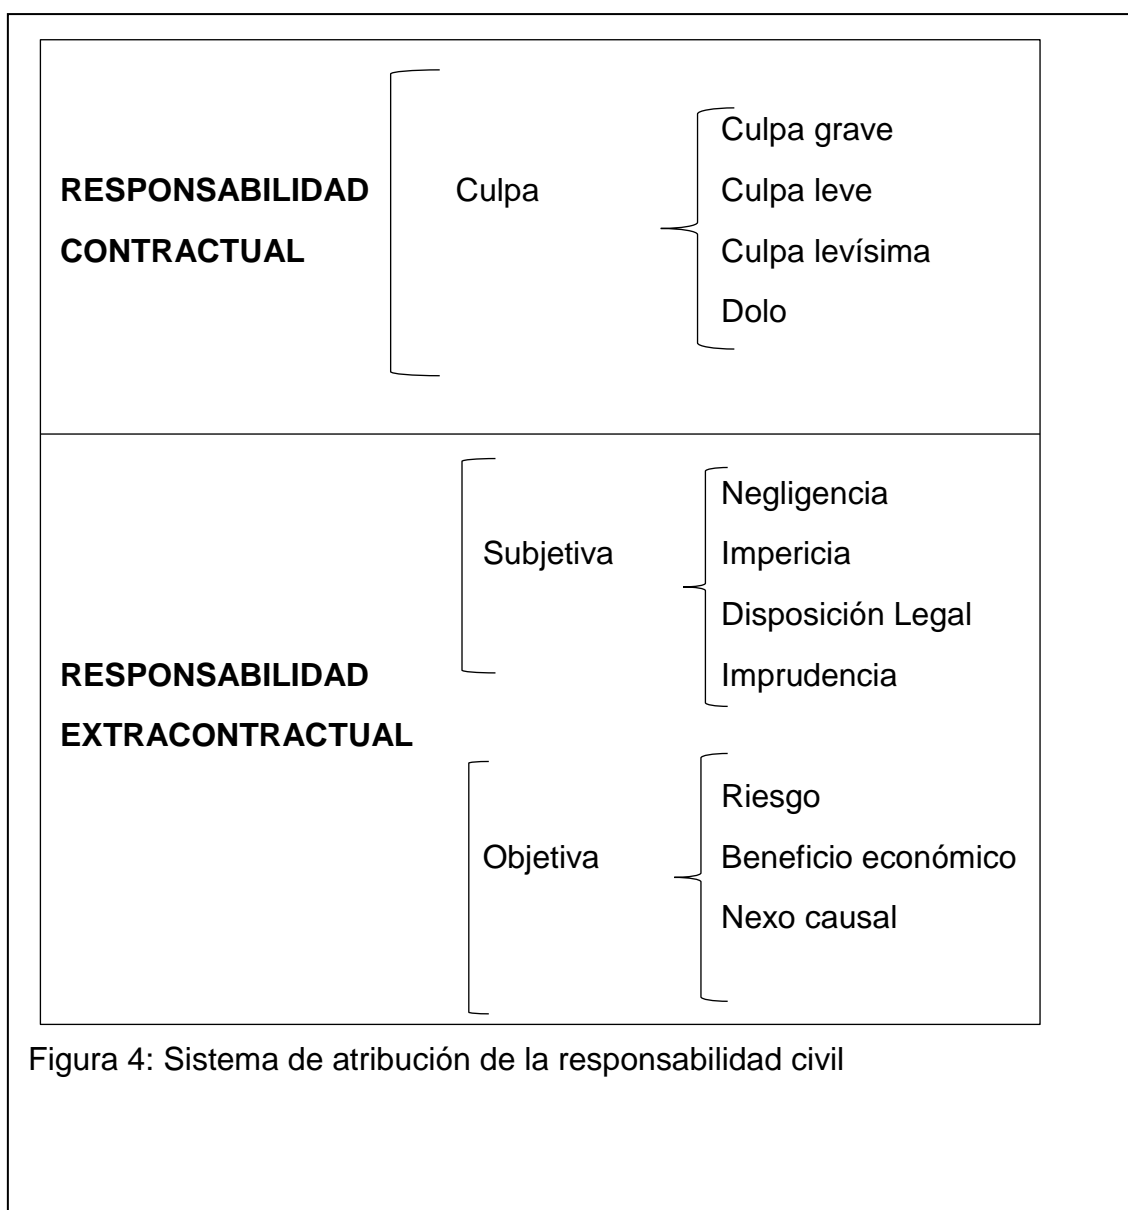 RESPONSABILIDAD
CONTRACTUAL
Culpa
Culpa grave
Culpa leve
Culpa levísima
Dolo
RESPONSABILIDAD
EXTRACONTRACTUAL
Subjetiva
Negligencia
Impericia
Disposición Legal
Imprudencia
Objetiva
Riesgo
Beneficio económico
Nexo causal
Figura 4: Sistema de atribución de la responsabilidad civil